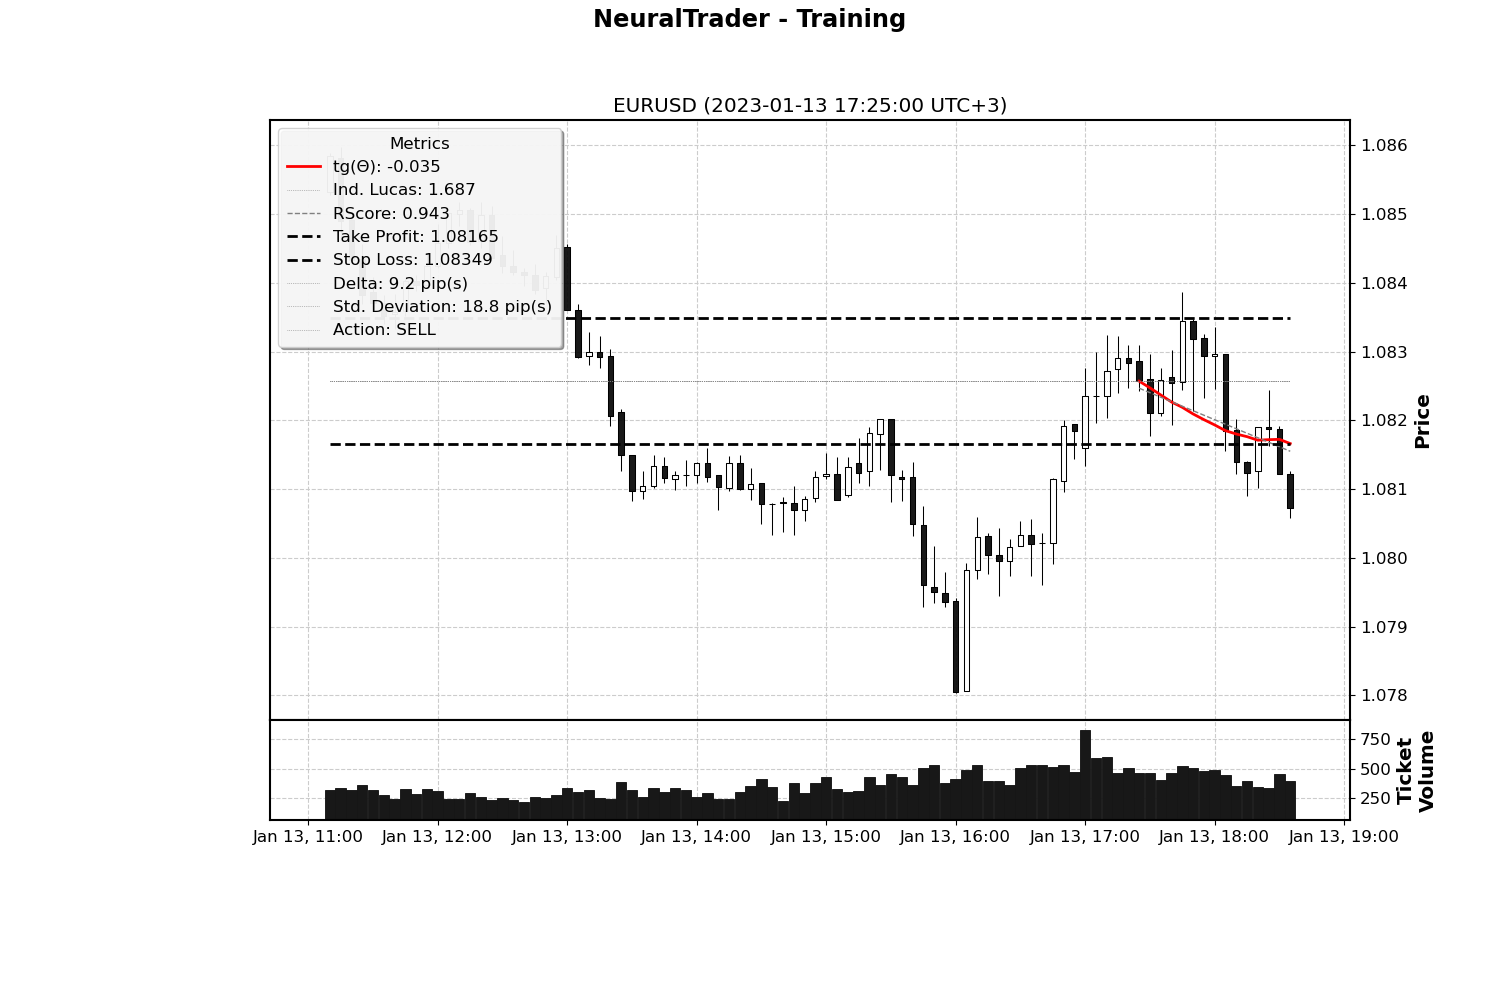 NeuralTrader - Training
EURUSD (2023-01-13 17:25:00 UTC+3)
Metrics
tg(Θ): -0.035
Ind. Lucas: 1.687
RScore: 0.943
Take Profit: 1.08165
Stop Loss: 1.08349
Delta: 9.2 pip(s)
Std. Deviation: 18.8 pip(s)
Action: SELL
1.086
1.085
1.084
1.083
1.082
1.081
1.080
1.079
1.078
Price
750
500
250
Ticket
Volume
Jan 13, 11:00
Jan 13, 12:00
Jan 13, 13:00
Jan 13, 14:00
Jan 13, 15:00
Jan 13, 16:00
Jan 13, 17:00
Jan 13, 18:00
Jan 13, 19:00